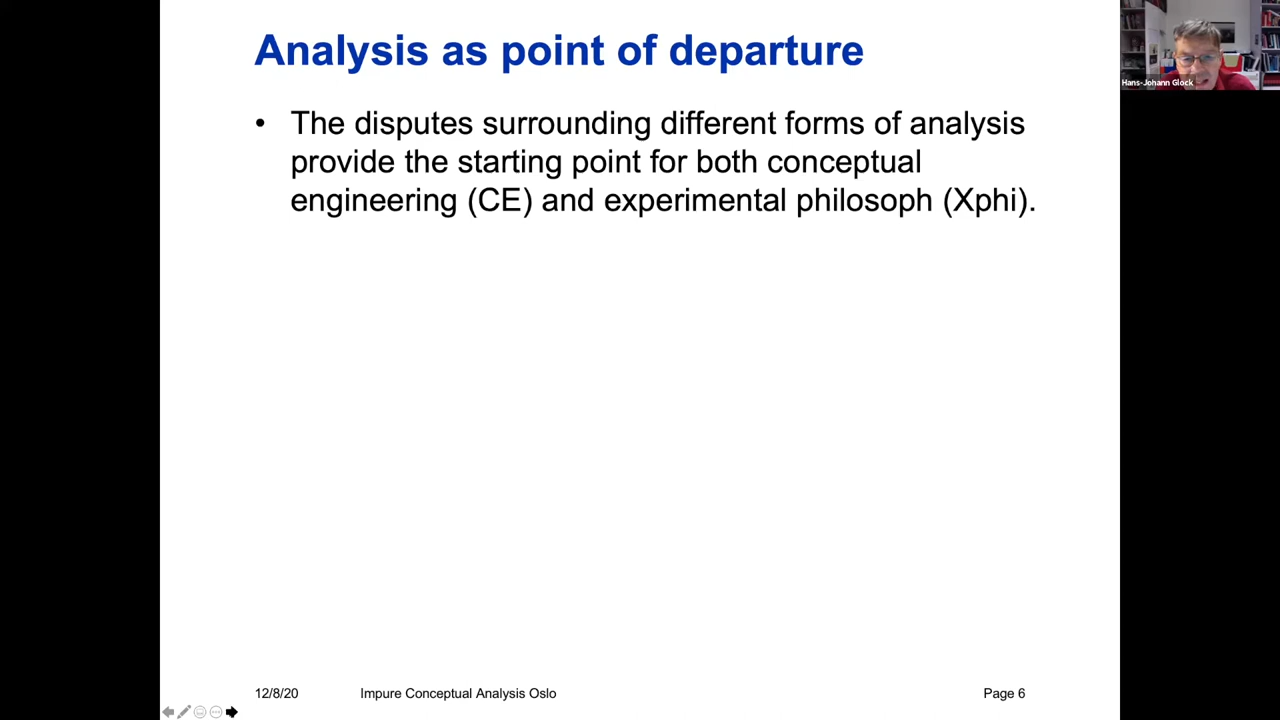 Analysis as point of departure
Hans-Johann Glock
• The disputes surrounding different forms of analysis
provide the starting point for both conceptual
engineering (CE) and experimental philosoph (Xphi).
12/8/20
Impure Conceptual Analysis Oslo
Page 6